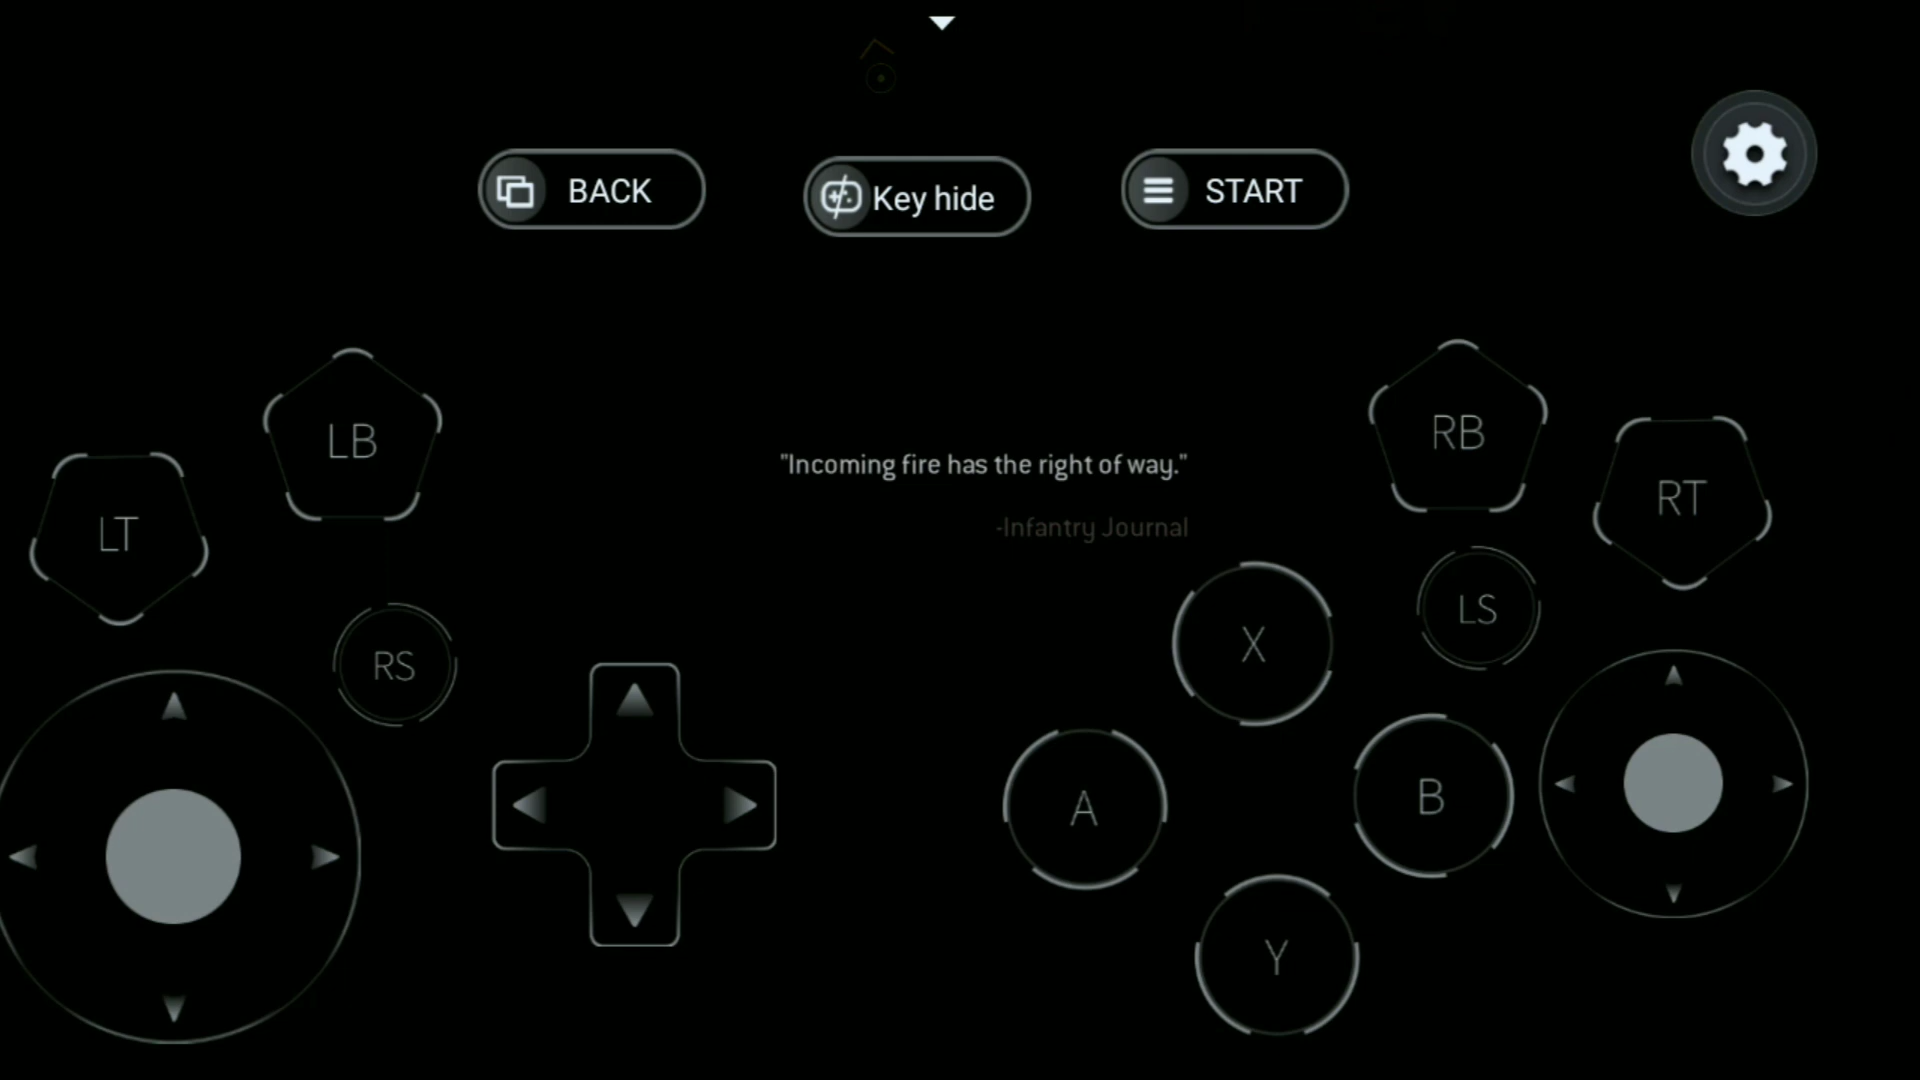 BACK
Key hide
START
LB
RB
LT
RT
"Incoming fire has the right of way."
-Infantry Journal
RS
LS
X
A
B
Y